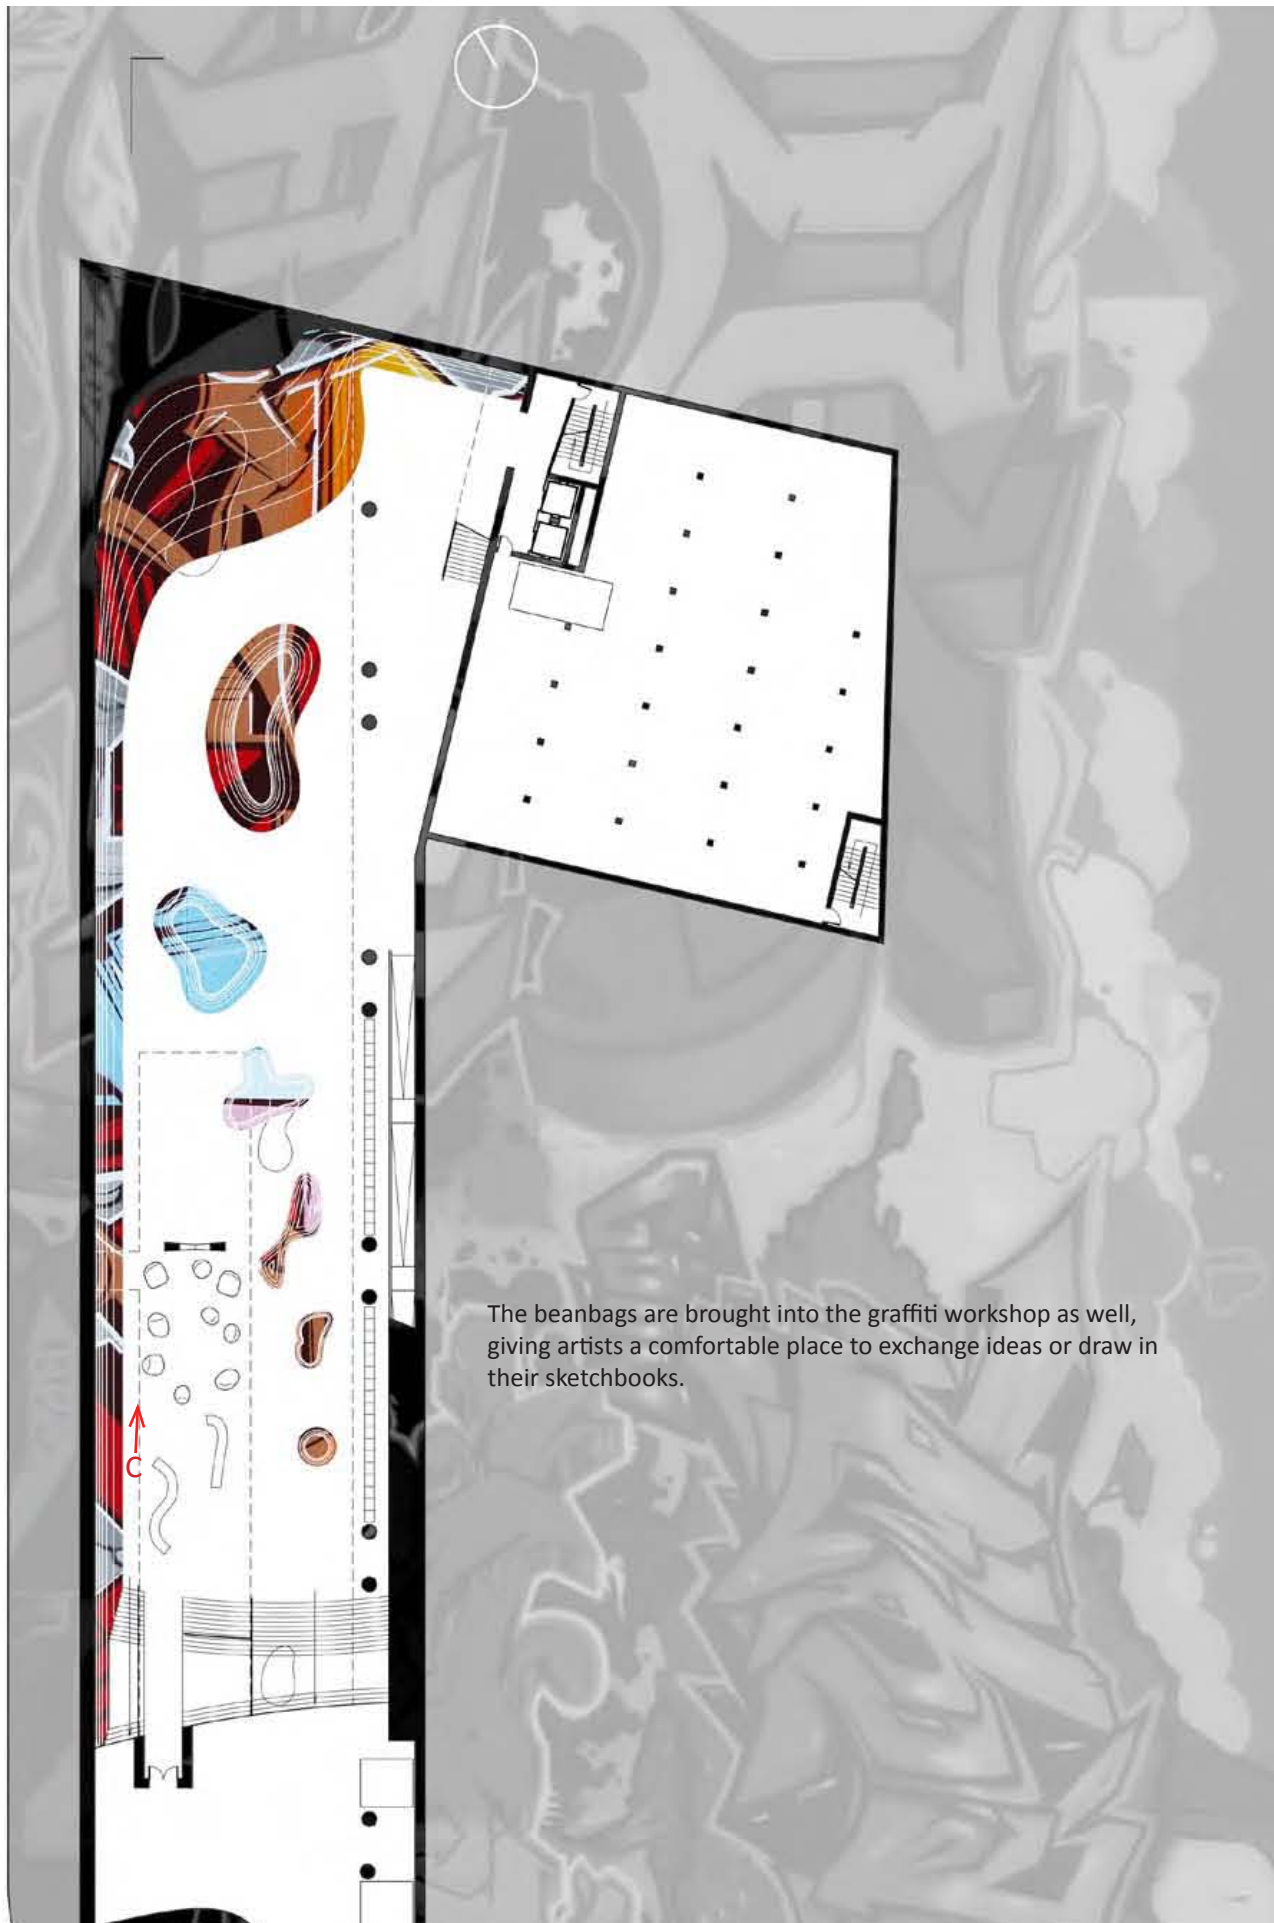 The beanbags are brought into the graffiti workshop as well,
giving artists a comfortable place to exchange ideas or draw in
their sketchbooks.
C